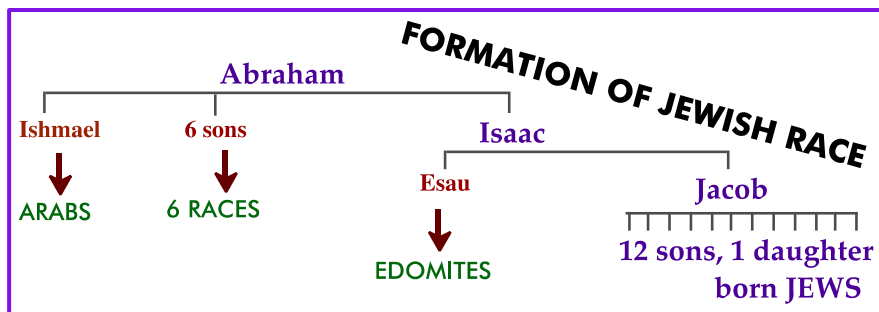 FORMATION OF JEWISH RACE
Abraham
Ishmael
6 sons
Isaac
ARABS
6 RACES
Esau
Jacob
EDOMITES
12 sons, 1 daughter
born JEWS